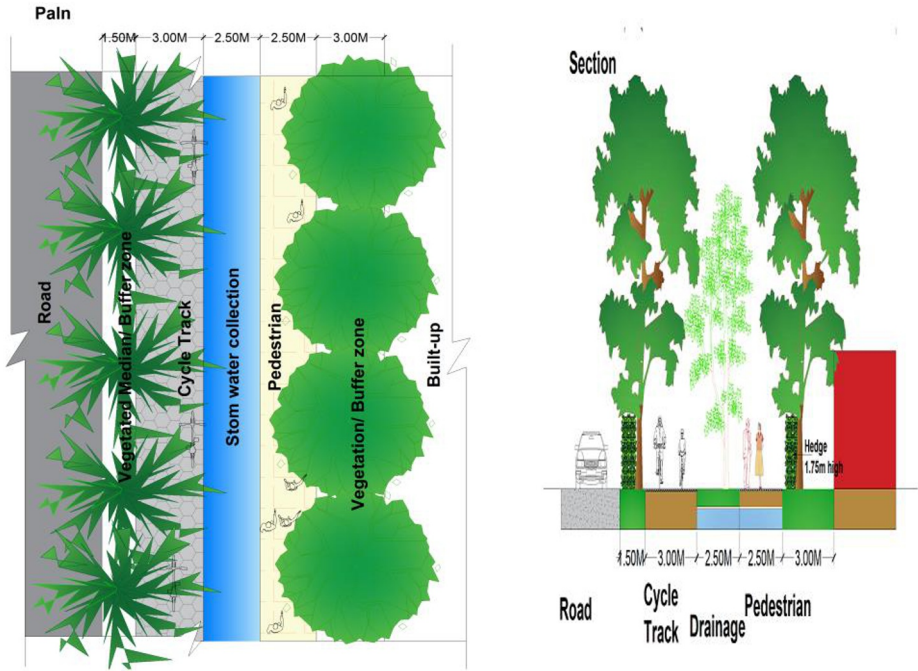 Paln
1.50M 3.00M 2.50M 2.50M 3.00M
Road
Vegetated Median/ Buffer zone
Cycle Track
Stom water collection
Pedestrian
Vegetation/ Buffer zone
Built-up
Section
Hedge
1.75m high
1.50M 3.00M 2.50M 2.50M 3.00M
Road
Cycle
Track
Drainage
Pedestrian